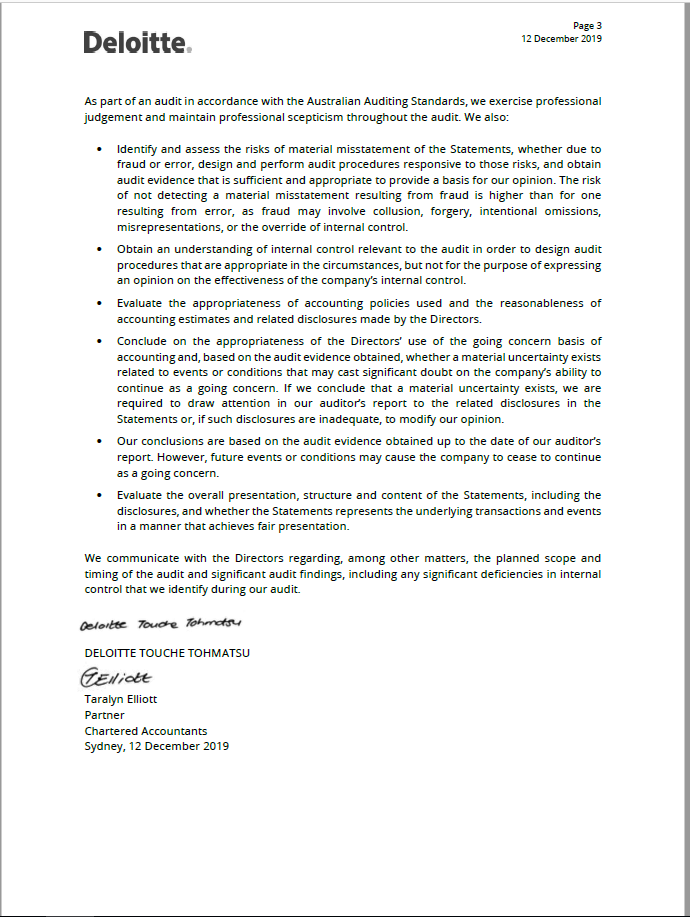 Page 3
Deloitte.
12 December 2019
As part of an audit in accordance with the Australian Auditing Standards, we exercise professional
judgement and maintain professional scepticism throughout the audit. We also:
• Identify and assess the risks of material misstatement of the Statements, whether due to
fraud or error, design and perform audit procedures responsive to those risks, and obtain
audit evidence that is sufficient and appropriate to provide a basis for our opinion. The risk
of not detecting a material misstatement resulting from fraud is higher than for one
resulting from error, as fraud may involve collusion, forgery, intentional omissions,
misrepresentations, or the override of internal control.
• Obtain an understanding of internal control relevant to the audit in order to design audit
procedures that are appropriate in the circumstances, but not for the purpose of expressing
an opinion on the effectiveness of the company's internal control.
• Evaluate the appropriateness of accounting policies used and the reasonableness of
accounting estimates and related disclosures made by the Directors.
• Conclude on the appropriateness of the Directors' use of the going concern basis of
accounting and, based on the audit evidence obtained, whether a material uncertainty exists
related to events or conditions that may cast significant doubt on the company's ability to
continue as a going concern. If we conclude that a material uncertainty exists, we are
required to draw attention in our auditor's report to the related disclosures in the
Statements or, if such disclosures are inadequate, to modify our opinion.
• Our conclusions are based on the audit evidence obtained up to the date of our auditor's
report. However, future events or conditions may cause the company to cease to continue
as a going concern.
• Evaluate the overall presentation, structure and content of the Statements, including the
disclosures, and whether the Statements represents the underlying transactions and events
in a manner that achieves fair presentation.
We communicate with the Directors regarding, among other matters, the planned scope and
timing of the audit and significant audit findings, including any significant deficiencies in internal
control that we identify during our audit.
Deloitte Touche Tohmatsu
DELOITTE TOUCHE TOHMATSU
TElliott
Taralyn Elliott
Partner
Chartered Accountants
Sydney, 12 December 2019